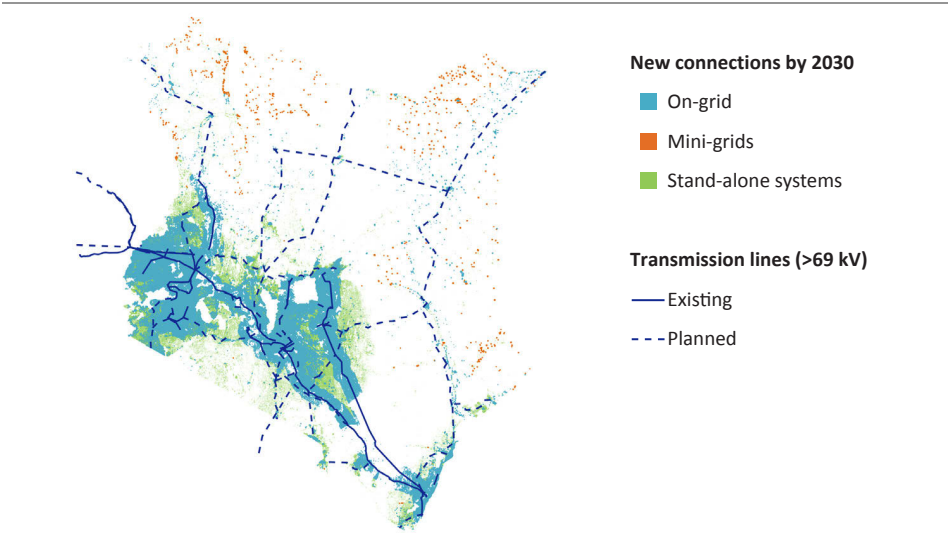 New connections by 2030
On-grid
Mini-grids
Stand-alone systems
Transmission lines (>69 kV)
Existing
Planned